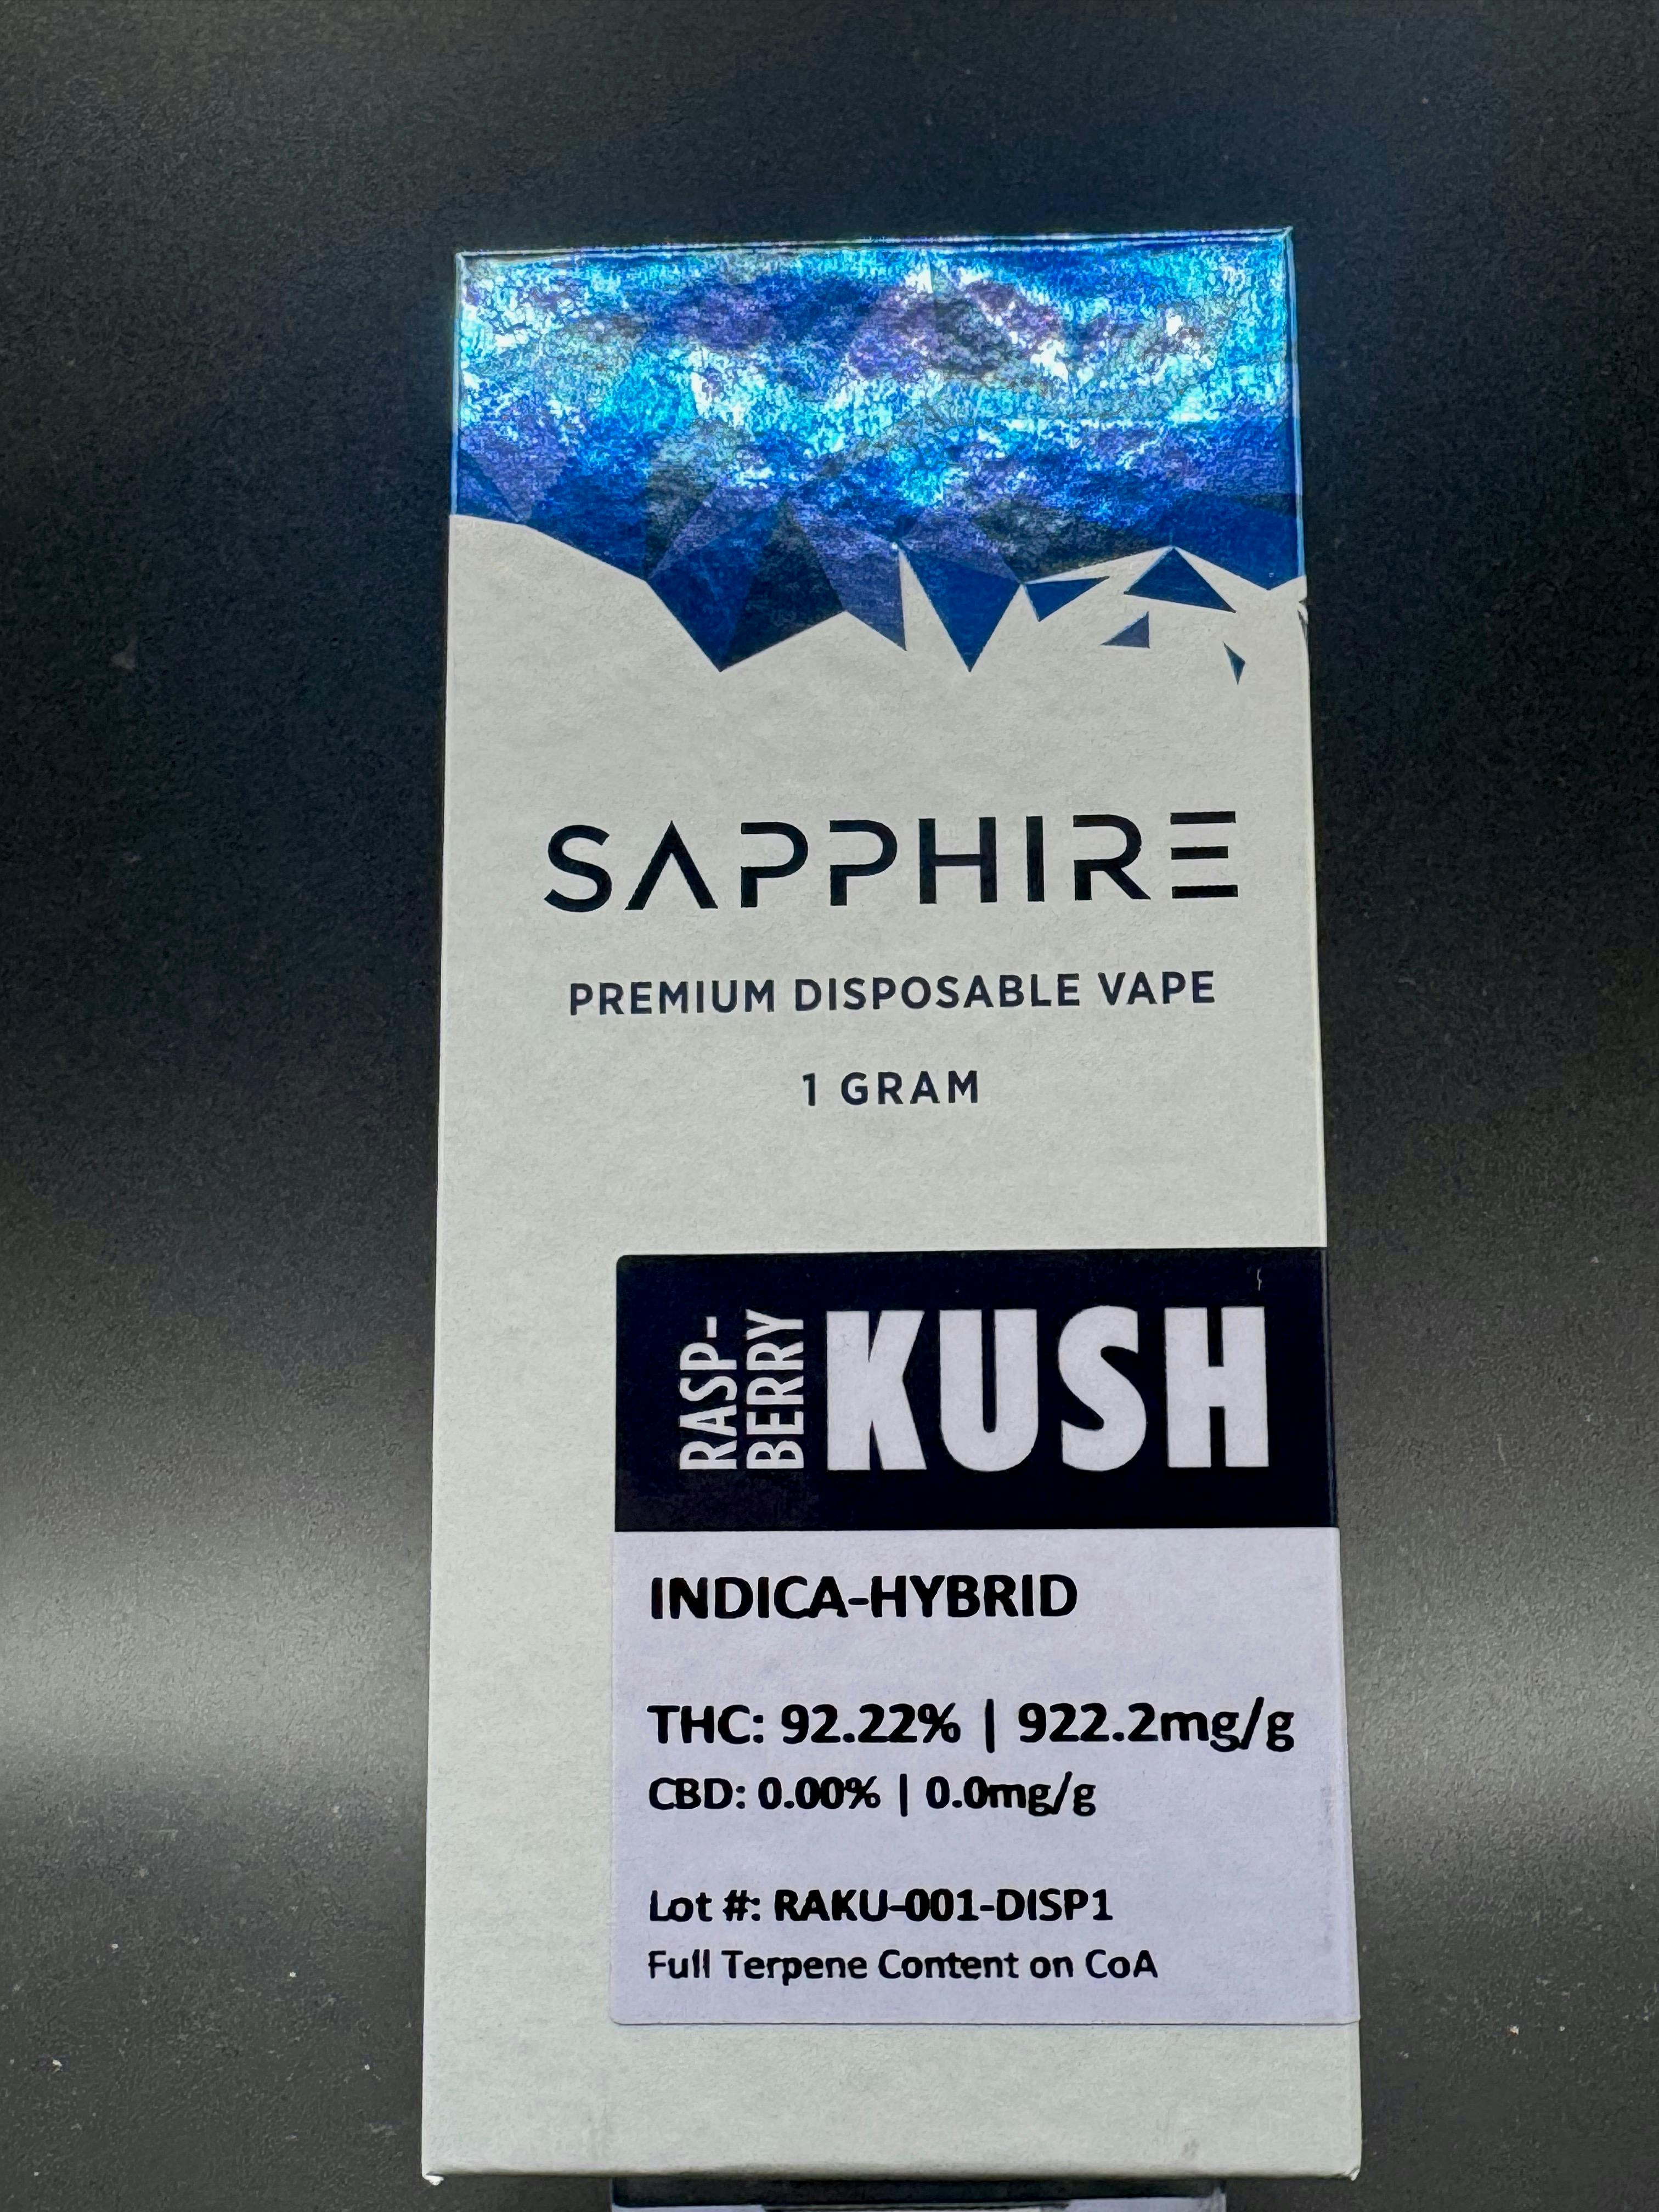 SAPPHIRE
PREMIUM DISPOSABLE VAPE
1 GRAM
RASP-
BERRY
KUSH
INDICA-HYBRID
THC: 92.22% | 922.2mg/g
CBD: 0.00% | 0.0mg/g
Lot #: RAKU-001-DISP1
Full Terpene Content on CoA